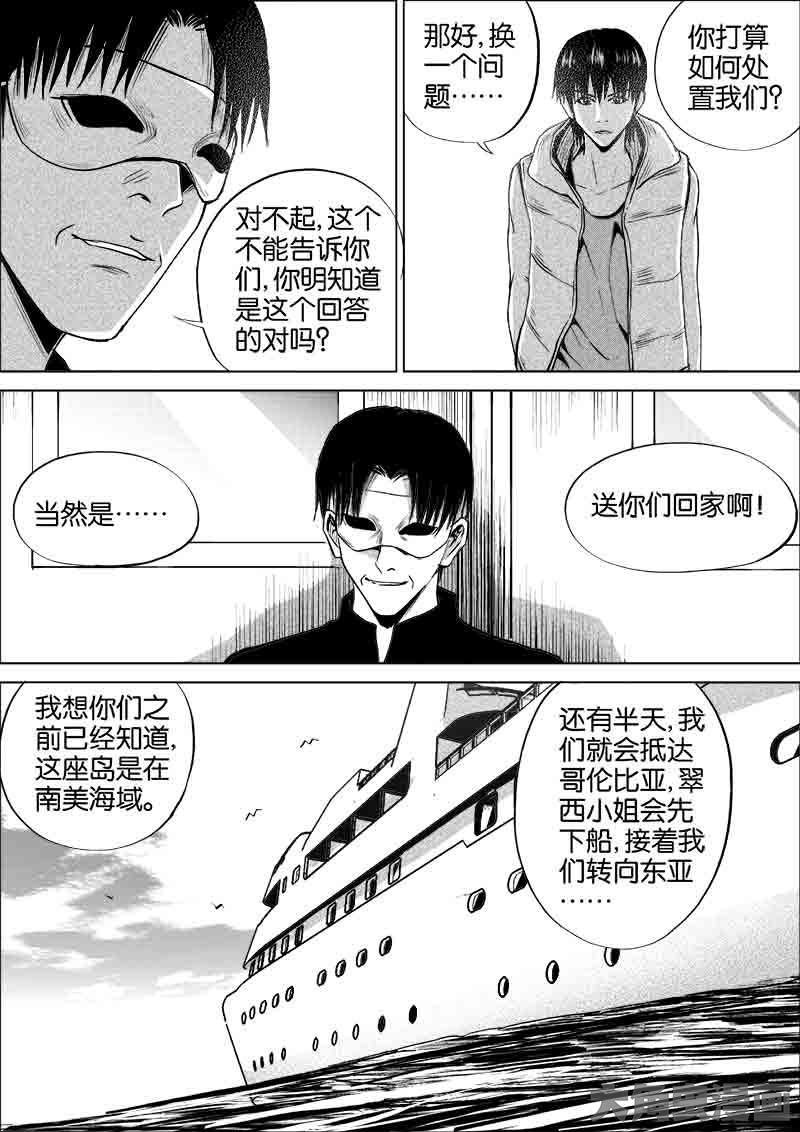 对不起,这个
不能告诉你
们,你明知道
是这个回答
的对吗?
那好,换
一个问
题……
你打算
如何处
置我们?
当然是……
送你们回家啊!
我想你们之
前已经知道,
这座岛是在
南美海域。
还有半天,我
们就会抵达
哥伦比亚,翠
西小姐会先
下船,接着我
们转向东亚
……